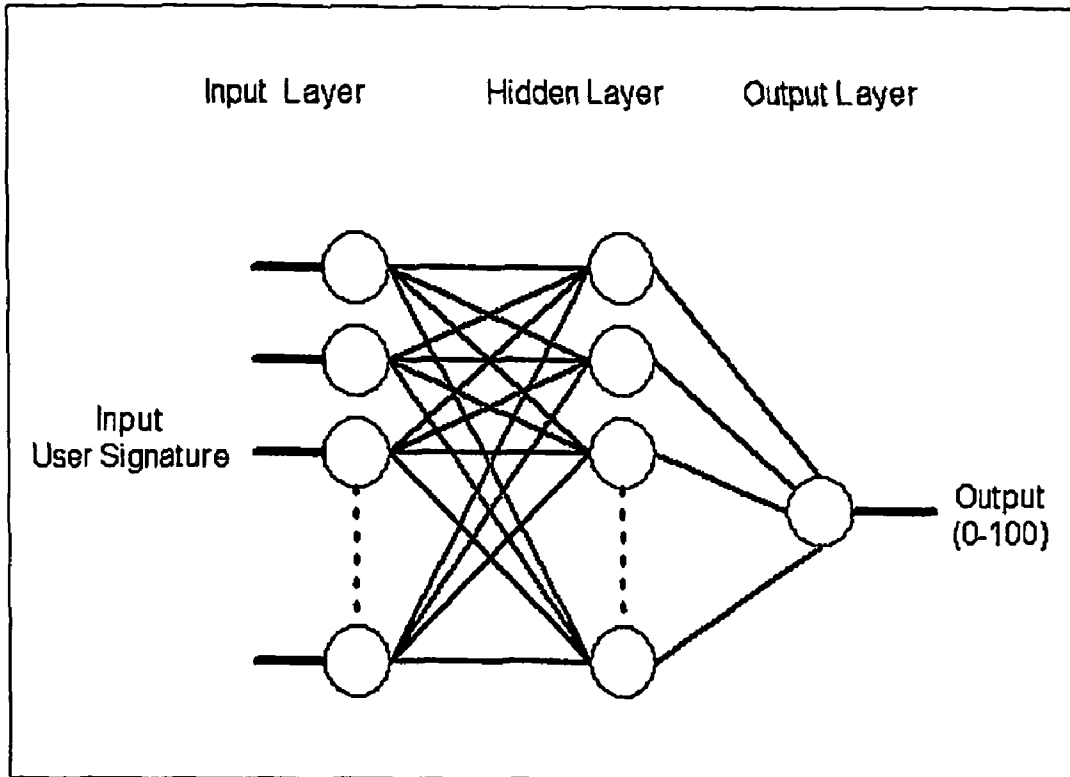 Input Layer
Hidden Layer
Output Layer
Input
User Signature
Output
(0-100)